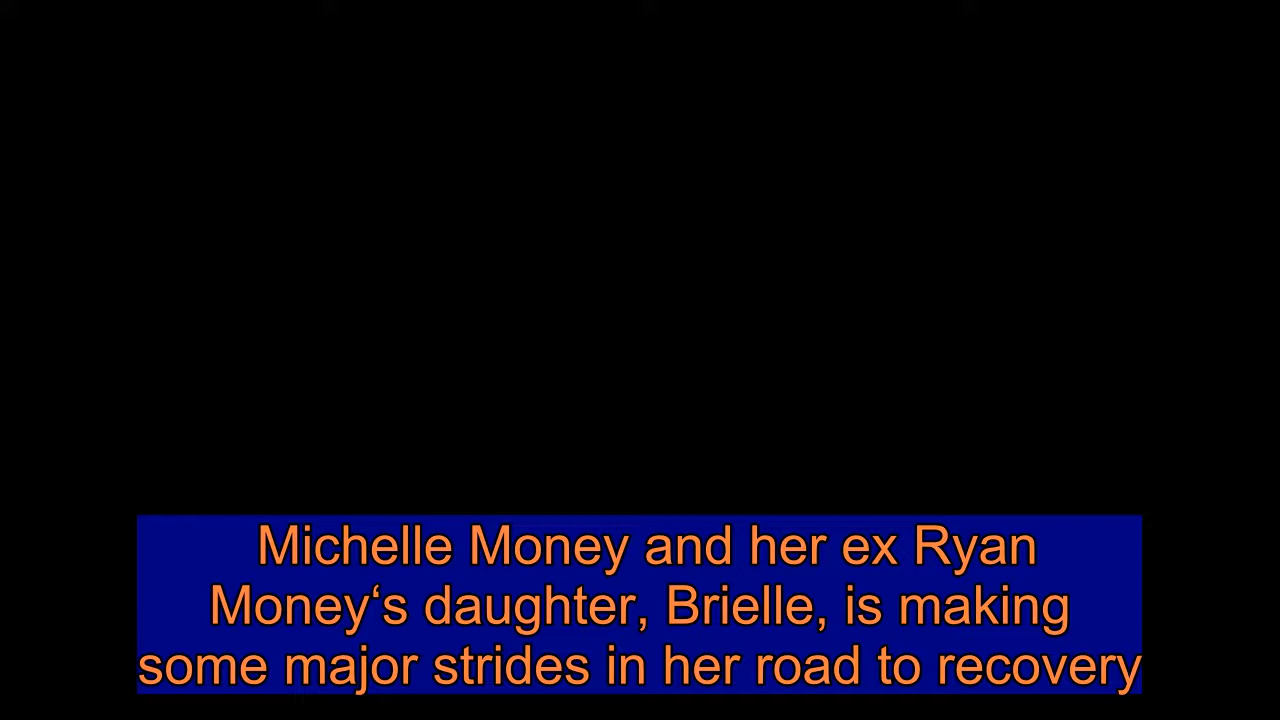 Michelle Money and her ex Ryan
Money‘s daughter, Brielle, is making
some major strides in her road to recovery